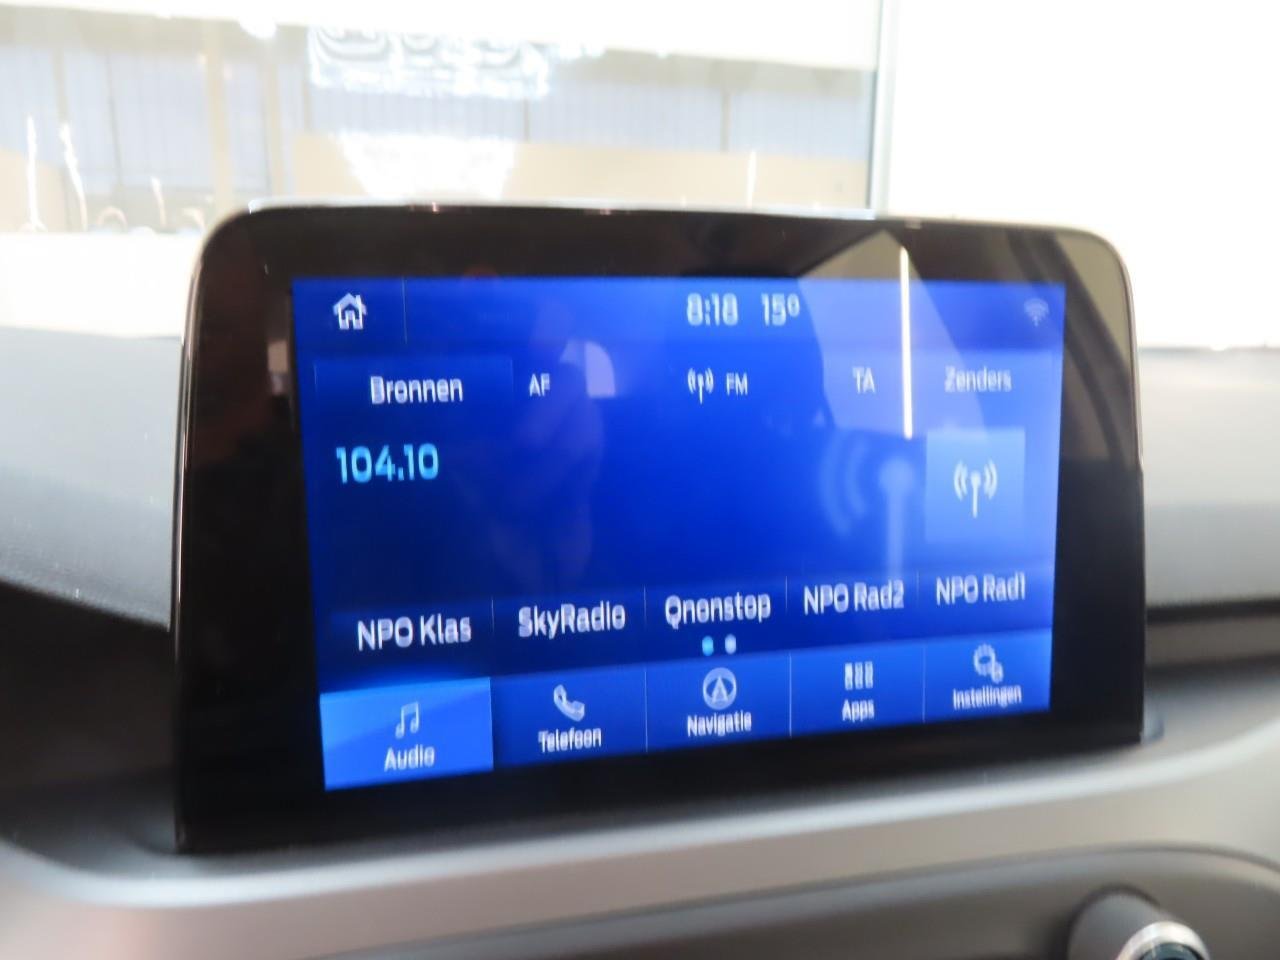 8:18 15°
Bronnen AF FM TA Zenders
104.10
NPO Klas SkyRadio Qnonstop NPO Rad2 NPO Rad1
Audio Telefoon Navigatie Apps Instellingen